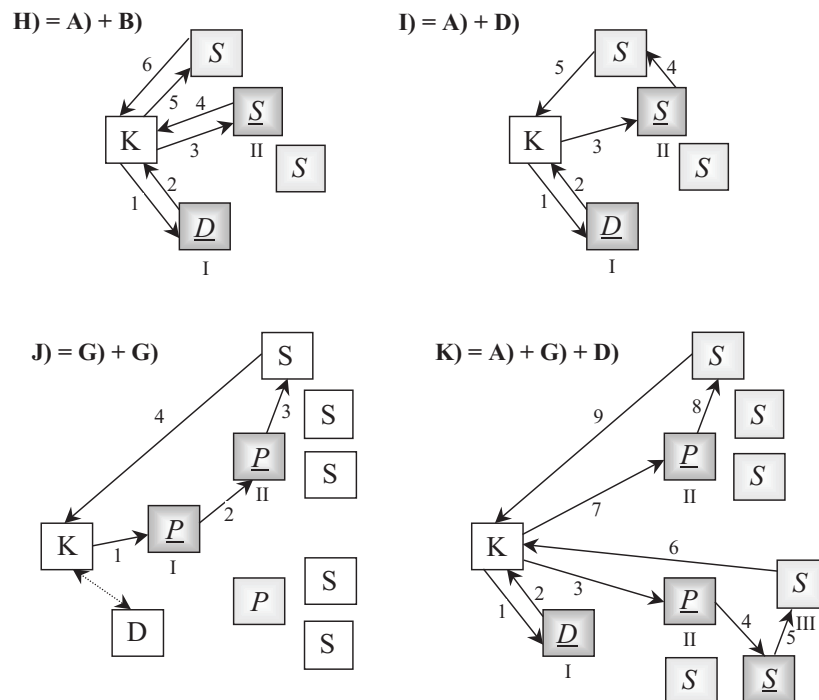 H) = A) + B)
6
S
5
4
S
K
3
II
S
2
1
D
I
I) = A) + D)
S
5
4
S
K
3
II
S
2
1
D
I
J) = G) + G)
S
4
3
S
P
S
II
2
P
K
1
I
S
P
D
S
K) = A) + G) + D)
S
9
8
S
P
S
II
7
K
6
3
S
2
P
III
1
4
5
D
II
I
S
S